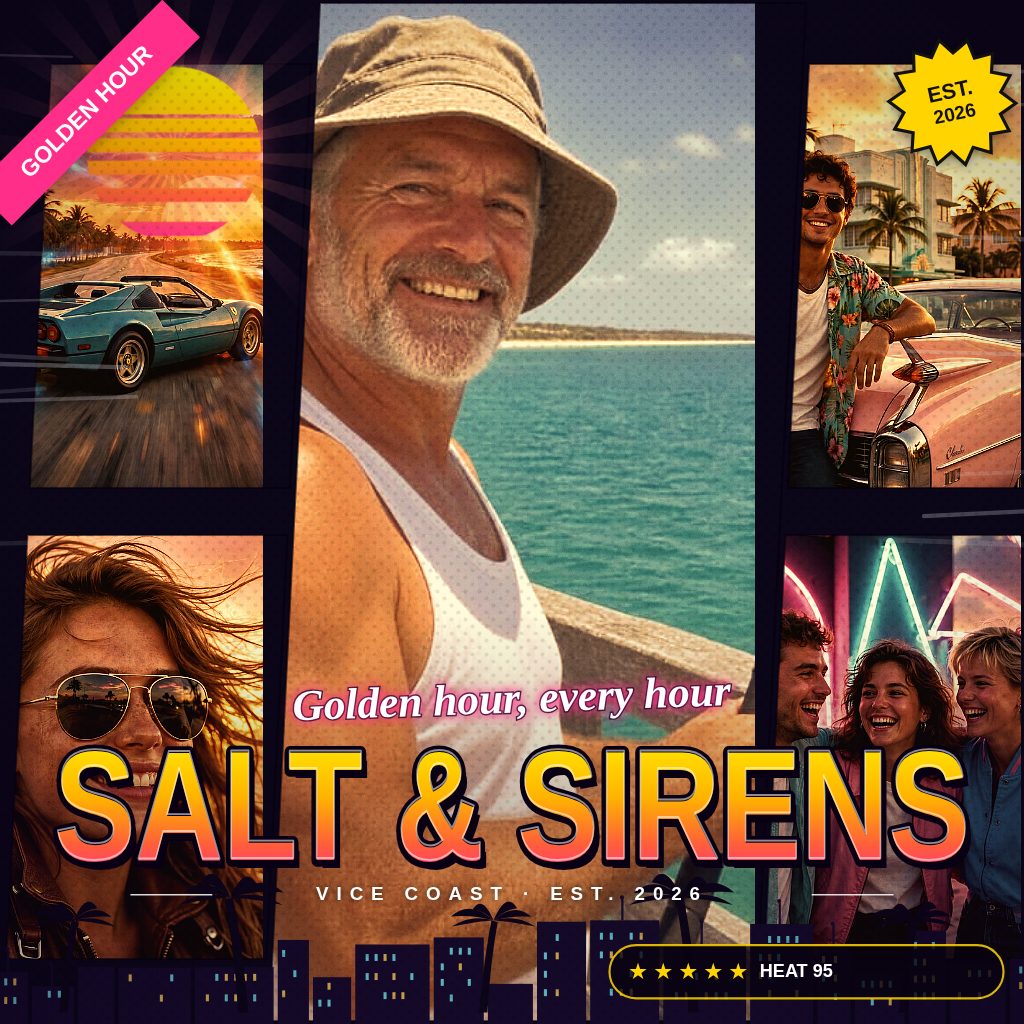 GOLDEN HOUR
EST.
2026
Golden hour, every hour
SALT & SIRENS
VICE COAST · EST. 2026
★★★★★ HEAT 95